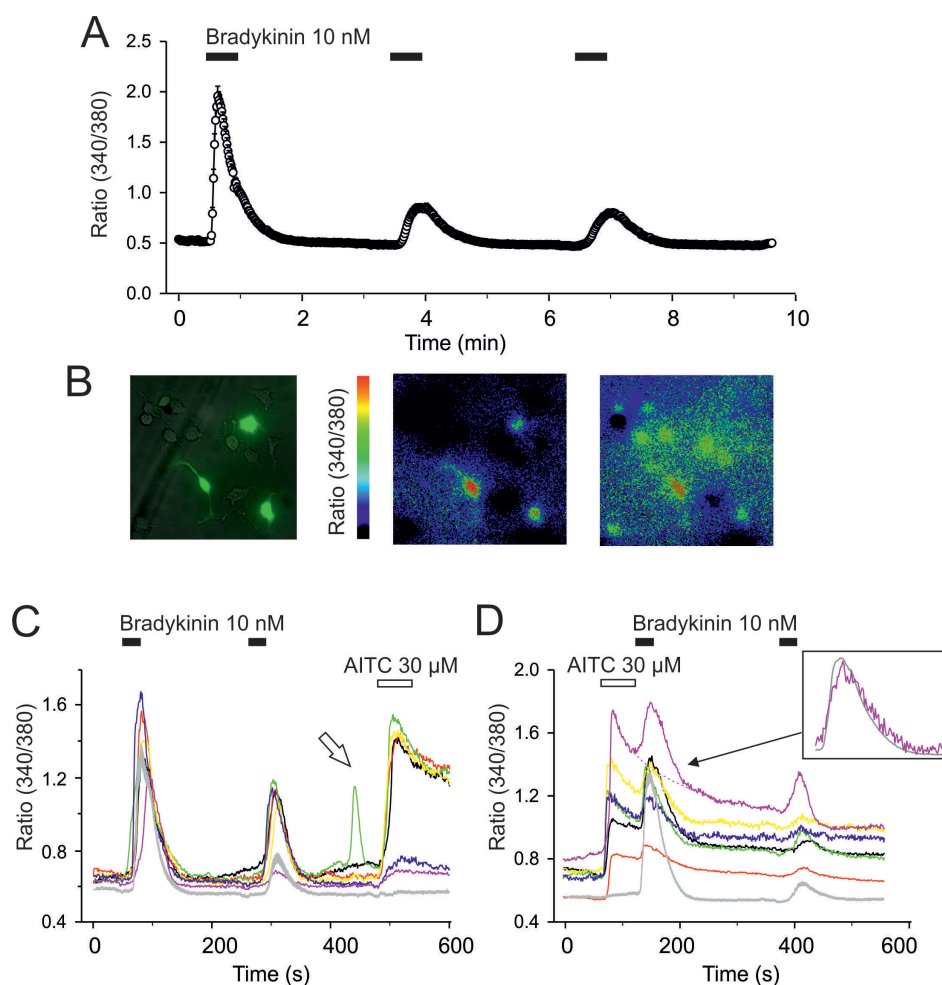 A
Bradykinin 10 nM
Ratio (340/380)
2.5
2.0
1.5
1.0
0.5
0.0
0 2 4 6 8 10
Time (min)
B
Ratio (340/380)
C
Bradykinin 10 nM
AITC 30 µM
Ratio (340/380)
1.6
1.2
0.8
0.4
0 200 400 600
Time (s)
D
Bradykinin 10 nM
AITC 30 µM
Ratio (340/380)
2.0
1.6
1.2
0.8
0.4
0 200 400 600
Time (s)